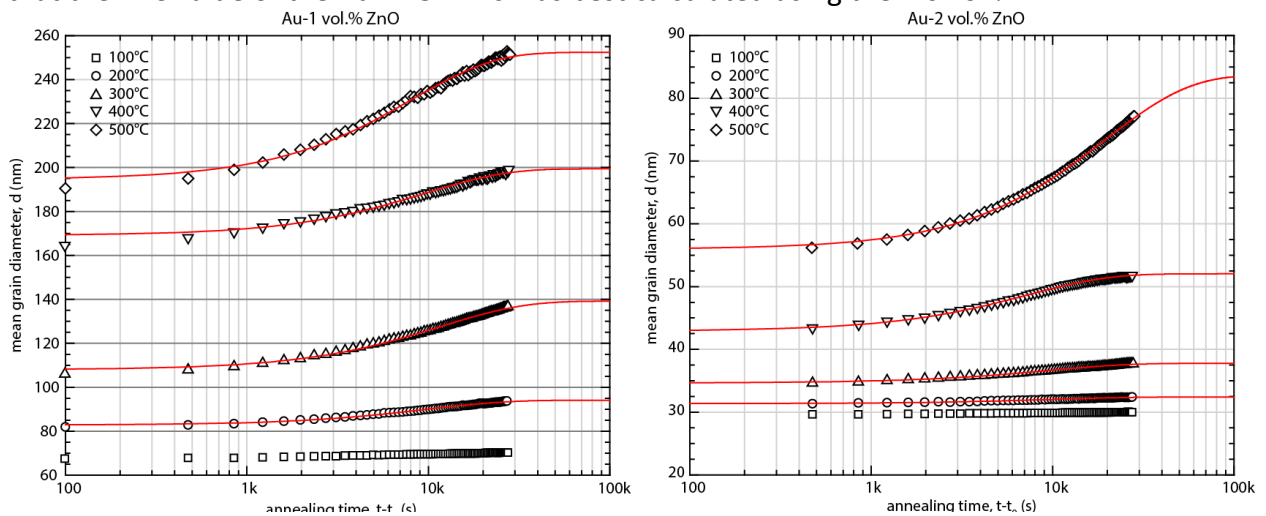 Au-1 vol.% ZnO
260
240
220
200
180
160
140
120
100
80
60
100°C
200°C
300°C
400°C
500°C
mean grain diameter, d (nm)
100
1k
10k
100k
annealing time, t-t (s)
Au-2 vol.% ZnO
90
80
70
60
50
40
30
20
100°C
200°C
300°C
400°C
500°C
mean grain diameter, d (nm)
100
1k
10k
100k
annealing time, t-t₀ (s)